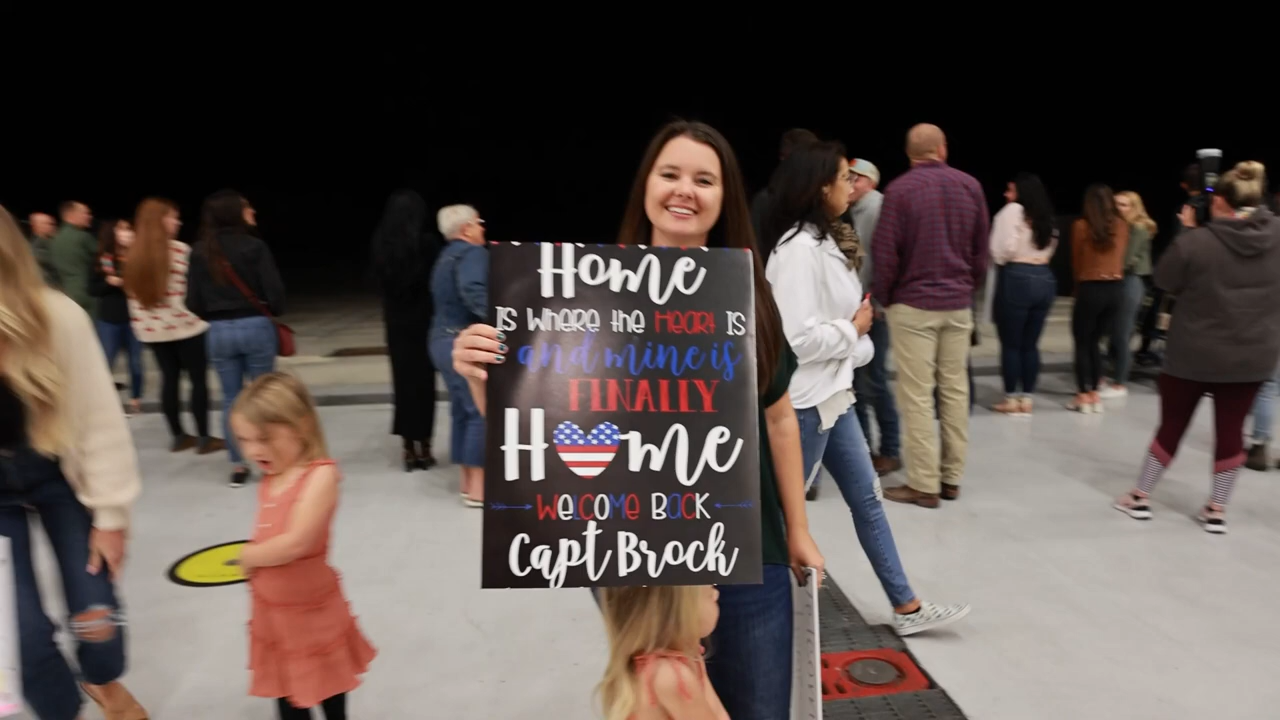 Home
IS WHERE THE HEART IS
and mine is
FINALLY
Home
WELCOME BACK
Capt Brock